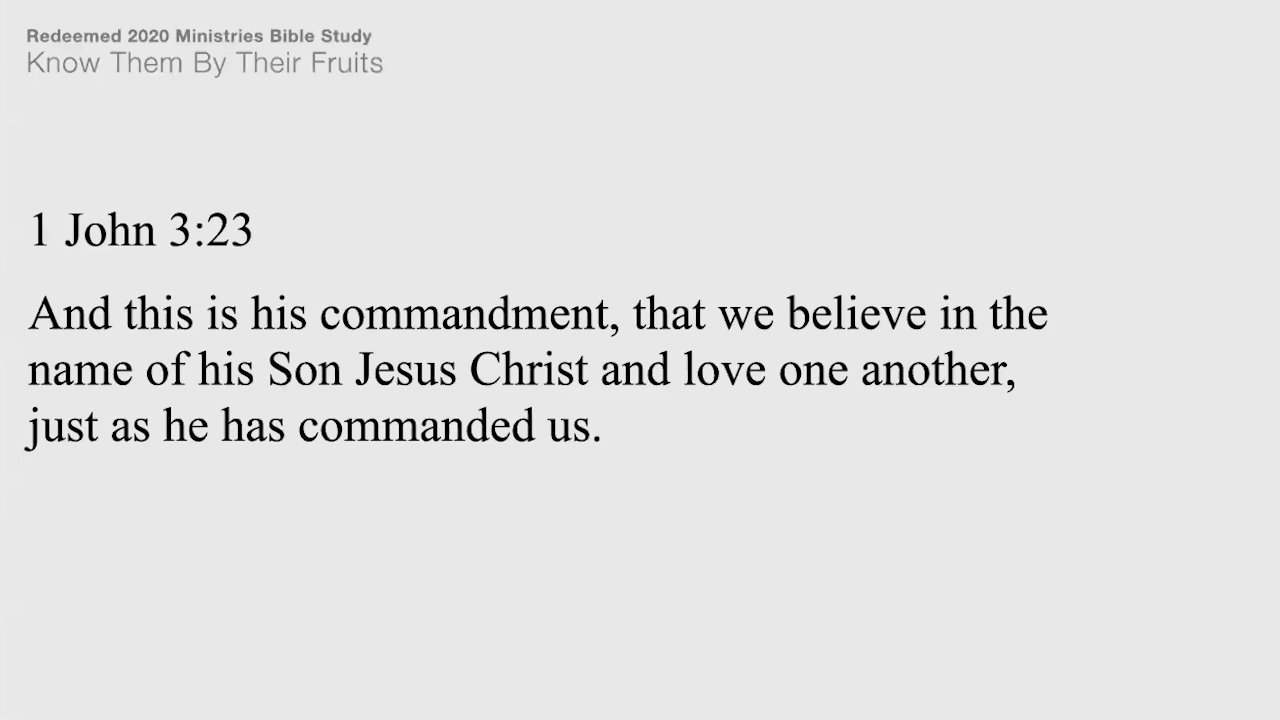 Redeemed 2020 Ministries Bible Study
Know Them By Their Fruits
1 John 3:23
And this is his commandment, that we believe in the
name of his Son Jesus Christ and love one another,
just as he has commanded us.